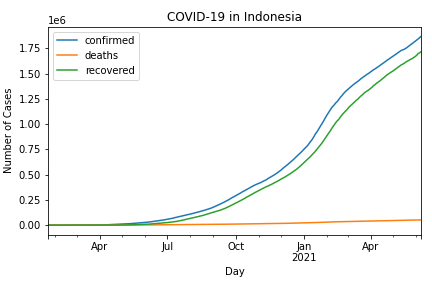 COVID-19 in Indonesia
1e6
confirmed
deaths
recovered
1.75
1.50
1.25
1.00
0.75
0.50
0.25
0.00
Number of Cases
Apr
Jul
Oct
Jan
2021
Apr
Day